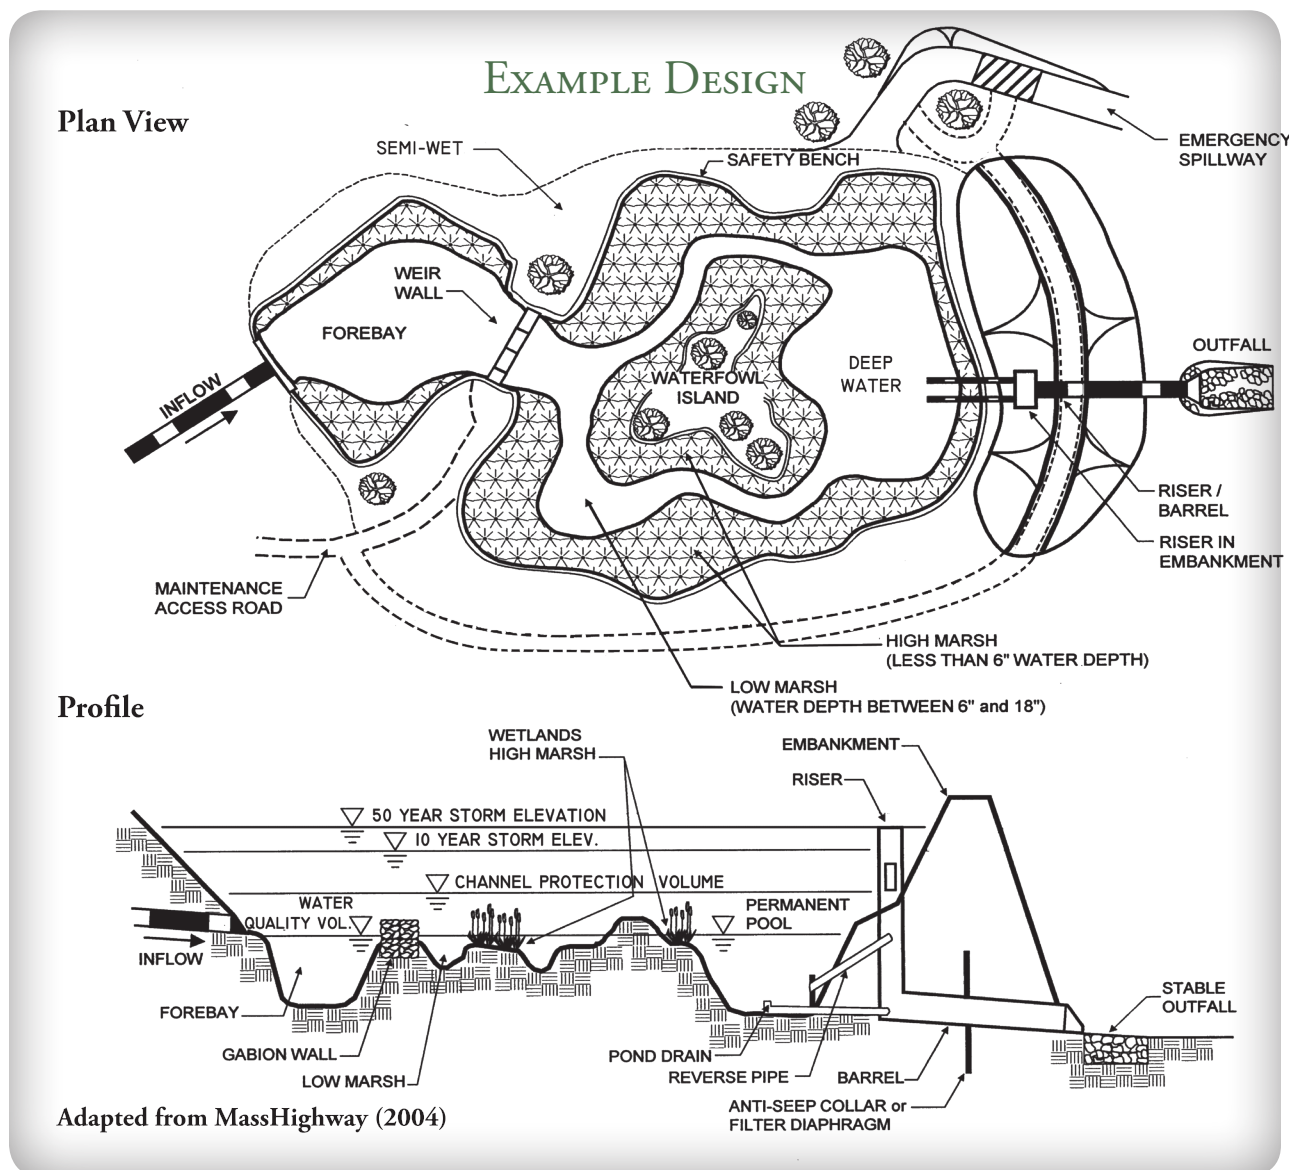 EXAMPLE DESIGN
Plan View
SEMI-WET
SAFETY BENCH
EMERGENCY
SPILLWAY
WEIR
WALL
FOREBAY
INFLOW
WATERFOWL
ISLAND
DEEP
WATER
OUTFALL
RISER /
BARREL
RISER IN
EMBANKMENT
MAINTENANCE
ACCESS ROAD
HIGH MARSH
(LESS THAN 6" WATER DEPTH)
LOW MARSH
(WATER DEPTH BETWEEN 6" and 18")
Profile
WETLANDS
HIGH MARSH
EMBANKMENT
RISER
50 YEAR STORM ELEVATION
10 YEAR STORM ELEV.
CHANNEL PROTECTION VOLUME
WATER
QUALITY VOL.
PERMANENT
POOL
INFLOW
FOREBAY
GABION WALL
LOW MARSH
POND DRAIN
REVERSE PIPE
BARREL
STABLE
OUTFALL
ANTI-SEEP COLLAR or
FILTER DIAPHRAGM
Adapted from MassHighway (2004)